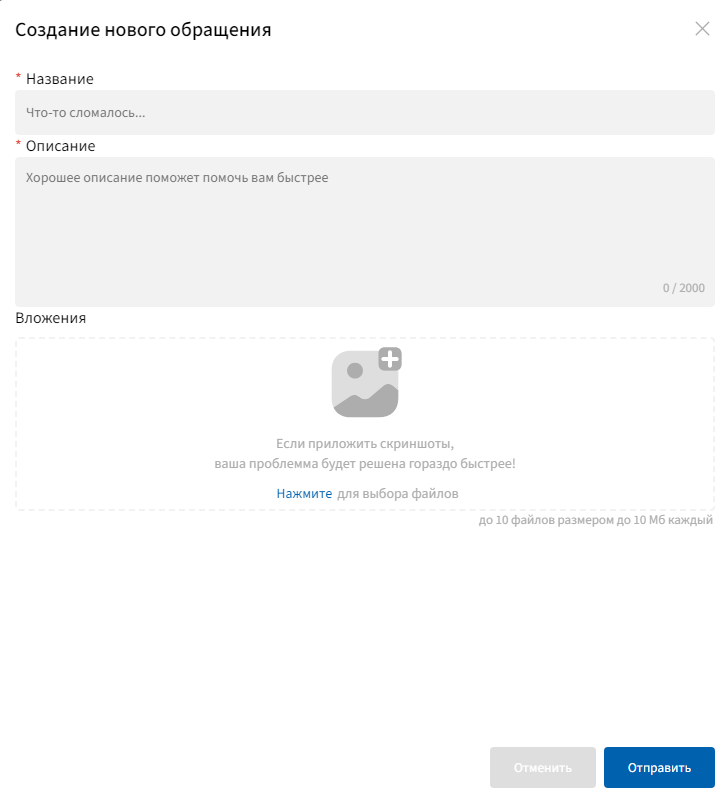 Создание нового обращения
* Название
Что-то сломалось...
* Описание
Хорошее описание поможет помочь вам быстрее
0 / 2000
Вложения
Если приложить скриншоты,
ваша проблемма будет решена гораздо быстрее!
Нажмите для выбора файлов
до 10 файлов размером до 10 Мб каждый
Отменить
Отправить